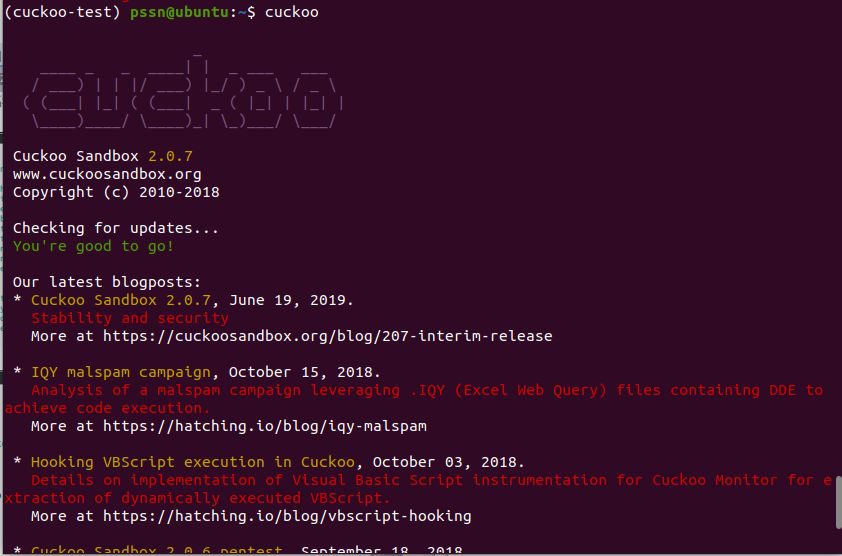 (cuckoo-test) pssn@ubuntu:~$ cuckoo
cuckoo
Cuckoo Sandbox 2.0.7
www.cuckoosandbox.org
Copyright (c) 2010-2018
Checking for updates...
You're good to go!
Our latest blogposts:
* Cuckoo Sandbox 2.0.7, June 19, 2019.
Stability and security
More at https://cuckoosandbox.org/blog/207-interim-release
* IQY malspam campaign, October 15, 2018.
Analysis of a malspam campaign leveraging .IQY (Excel Web Query) files containing DDE to
achieve code execution.
More at https://hatching.io/blog/iqy-malspam
* Hooking VBScript execution in Cuckoo, October 03, 2018.
Details on implementation of Visual Basic Script instrumentation for Cuckoo Monitor for e
xtraction of dynamically executed VBScript.
More at https://hatching.io/blog/vbscript-hooking
* Cuckoo Sandbox 2.0.6 pentest, September 18, 2018